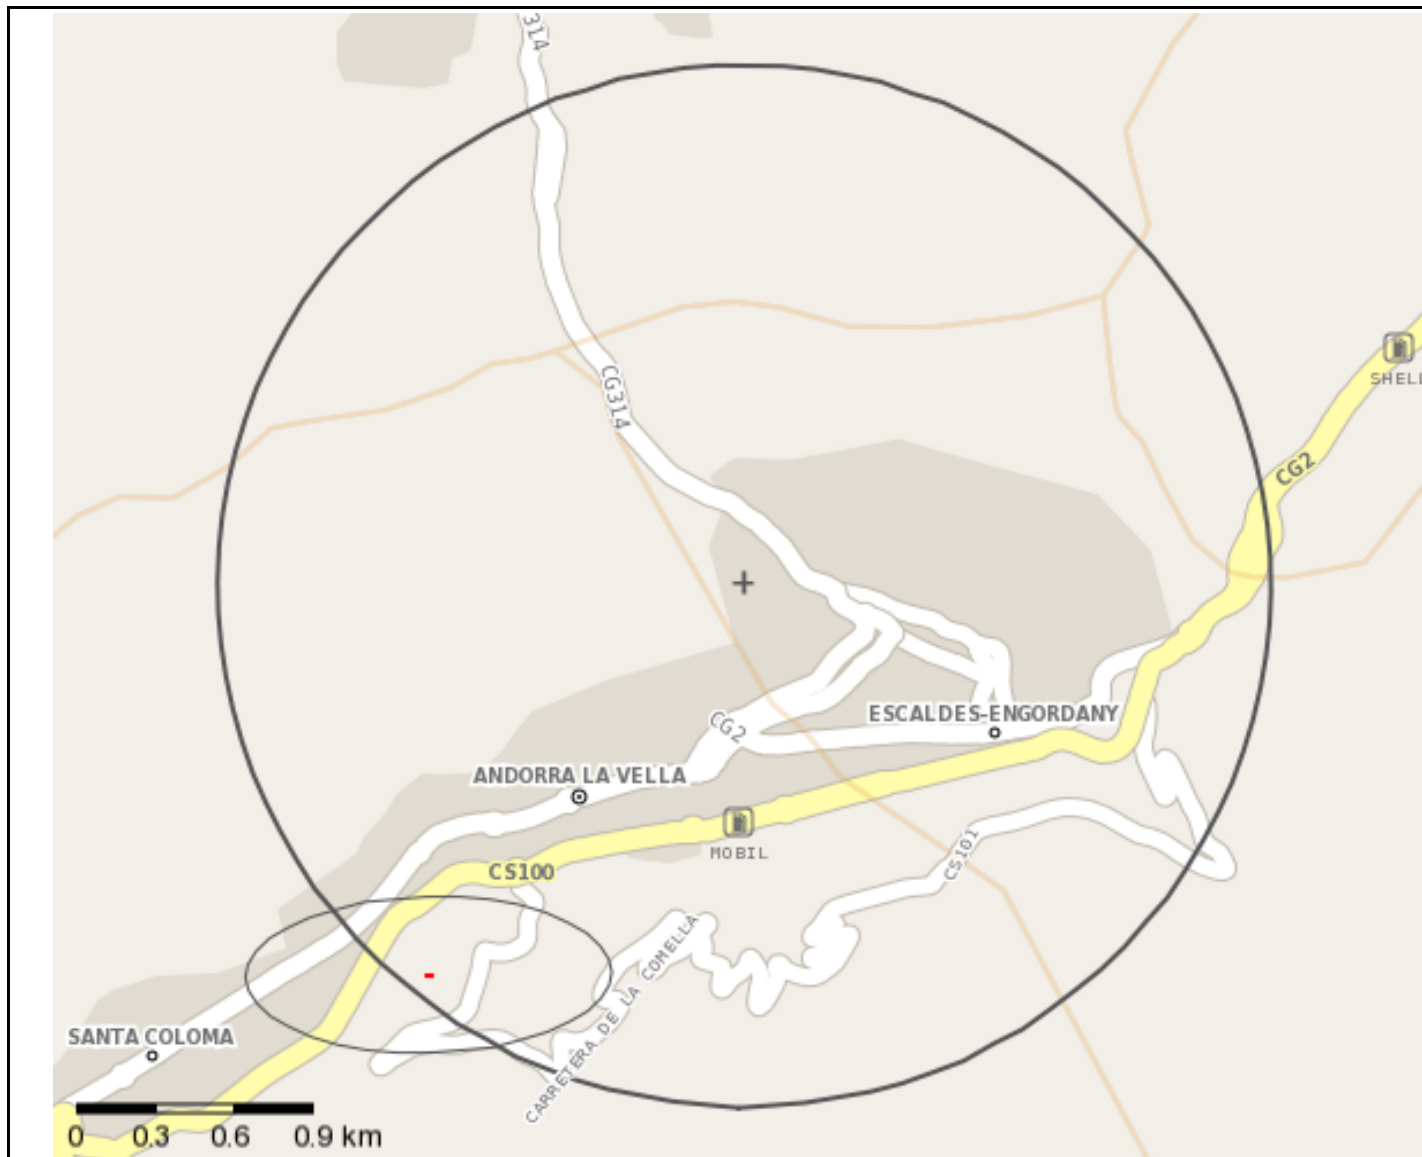 314
CG314
CG2
SHELL
ESCALDES-ENGORDANY
CG2
ANDORRA LA VELLA
MOBIL
CS100
CS101
CARRETERA DE LA COMELLA
SANTA COLOMA
0 0.3 0.6 0.9 km